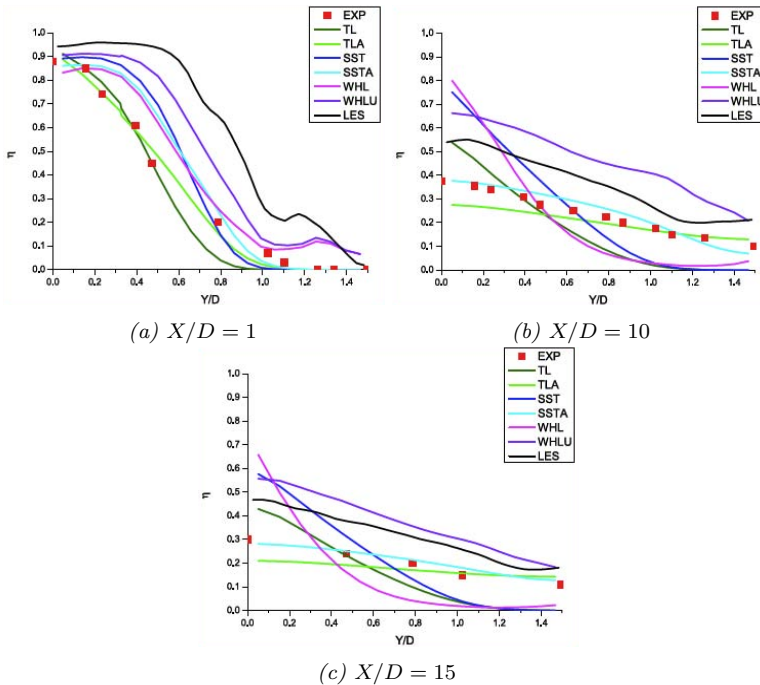 EXP
TL
TLA
SST
SSTA
WHL
WHLU
LES
1.0
0.9
0.8
0.7
0.6
0.5
0.4
0.3
0.2
0.1
0.0
η
0.0 0.2 0.4 0.6 0.8 1.0 1.2 1.4
Y/D
(a) X/D = 1
EXP
TL
TLA
SST
SSTA
WHL
WHLU
LES
1.0
0.9
0.8
0.7
0.6
0.5
0.4
0.3
0.2
0.1
0.0
η
0.0 0.2 0.4 0.6 0.8 1.0 1.2 1.4
Y/D
(b) X/D = 10
EXP
TL
TLA
SST
SSTA
WHL
WHLU
LES
1.0
0.9
0.8
0.7
0.6
0.5
0.4
0.3
0.2
0.1
0.0
η
0.0 0.2 0.4 0.6 0.8 1.0 1.2 1.4
Y/D
(c) X/D = 15